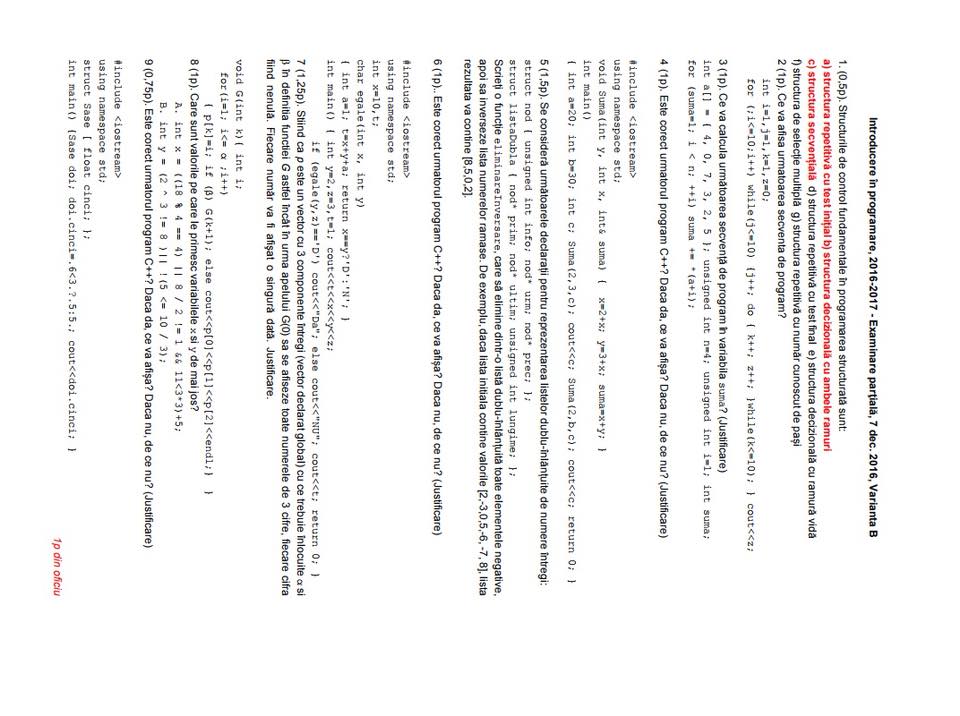 Introducere în programare, 2016-2017 - Examinare parţială, 7 dec. 2016, Varianta B
1. (0,5p). Structurile de control fundamentale în programarea structurată sunt:
a) structura repetitivă cu test inițial b) structura decizională cu ambele ramuri
c) structura secvențială d) structura repetitivă cu test final e) structura decizională cu ramură vidă
f) structura de selecție multiplă g) structura repetitivă cu număr cunoscut de pași
2 (1p). Ce va afisa urmatoarea secventa de program?
int i=1,j=1,k=1,z=0;
for (;i<=10;i++) while(j<=10) {j++; do { k++; z++; }while(k<=10); } cout<<z;
3 (1p). Ce va calcula următoarea secvență de program în variabila suma? (Justificare)
int a[] = { 4, 0, 7, 3, 2, 5 }; unsigned int n=4; unsigned int i=1; int suma;
for (suma=1; i < n; ++i) suma += *(a+i);
4 (1p). Este corect urmatorul program C++? Daca da, ce va afișa? Daca nu, de ce nu? (Justificare)
#include <iostream>
using namespace std;
void Suma(int y, int x, int& suma) { x=2+x; y=3+x; suma=x+y; }
int main()
{ int a=20; int b=30; int c; Suma(2,3,c); cout<<c; Suma(2,b,c); cout<<c; return 0; }
5 (1,5p). Se consideră următoarele declarații pentru reprezentarea listelor dublu-înlănțuite de numere întregi:
struct nod { unsigned int info; nod* urm; nod* prec; };
struct listaDubla { nod* prim; nod* ultim; unsigned int lungime; };
Scrieți o funcție eliminareInversare, care să elimine dintr-o listă dublu-înlănțuită toate elementele negative,
apoi sa inverseze lista numerelor ramase. De exemplu, daca lista initiala contine valorile [2,-3,0,5,-6, -7, 8], lista
rezultata va contine [8,5,0,2].
6 (1p).. Este corect urmatorul program C++? Daca da, ce va afișa? Daca nu, de ce nu? (Justificare)
#include <iostream>
using namespace std;
int x=10,t;
char egale(int x, int y)
{ int a=1; t=x+y+a; return x==y?'D':'N'; }
int main() { int y=2,z=3,t=1; cout<<t<<x<<y<<z;
if (egale(y,z)=='D') cout<<"Da"; else cout<<"NU"; cout<<t; return 0; }
7 (1,25p). Stiind ca p este un vector cu 3 componente întregi (vector declarat global) cu ce trebuie înlocuite α si
β în definitia functiei G astfel încât în urma apelului G(0) sa se afiseze toate numerele de 3 cifre, fiecare cifra
fiind nenulă. Fiecare număr va fi afişat o singură dată. Justificare.
void G(int k){ int i;
for(i=1; i<= α ;i++)
{ p[k]=i; if (β) G(k+1); else cout<<p[0]<<p[1]<<p[2]<<endl;} }
8 (1p). Care sunt valorile pe care le primesc variabilele x si y de mai jos?
A. int x = ((18 % 4 == 4) || 8 / 2 != 1 && 11<3*3)+5;
B. int y = (2 ^ 3 != 8 )|| !(5 <= 10 / 3);
9 (0,75p). Este corect urmatorul program C++? Daca da, ce va afișa? Daca nu, de ce nu? (Justificare)
#include <iostream>
using namespace std;
struct Sase [ float cinci; };
int main() {Sase doi; doi.cinci=.6<3.?.5:5.; cout<<doi.cinci; }
1p din oficiu